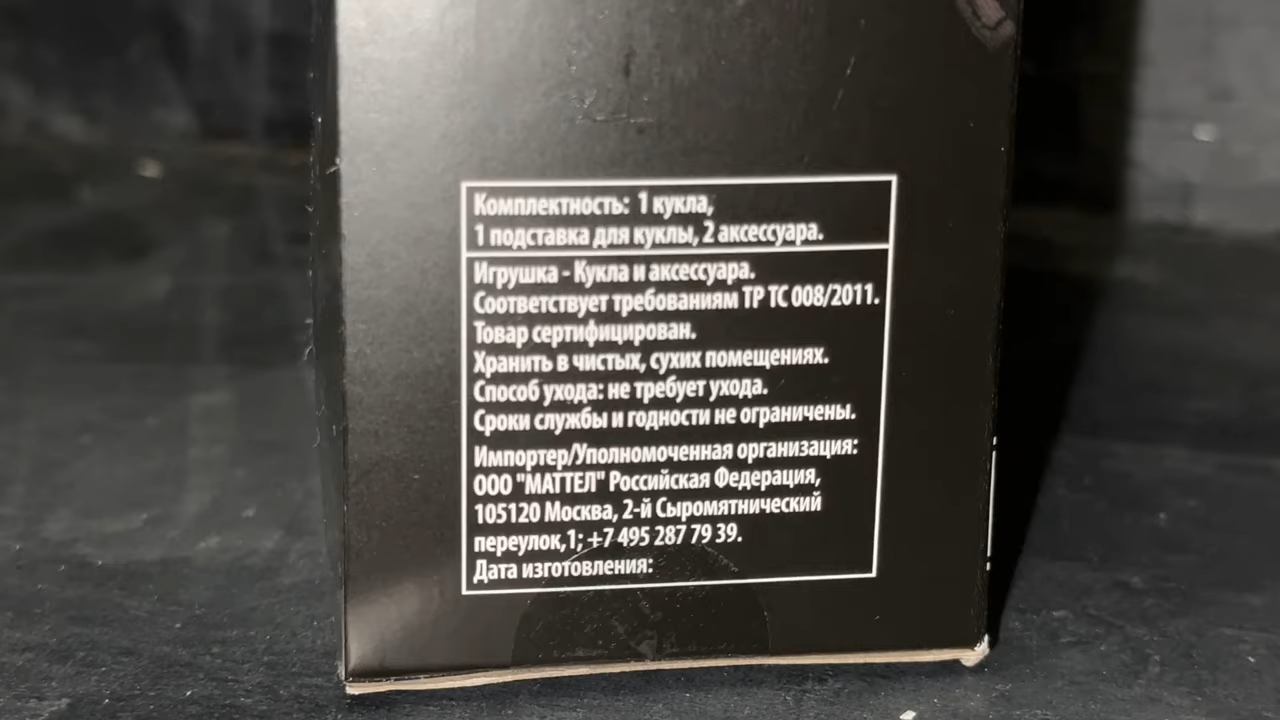 Комплектность: 1 кукла,
1 подставка для куклы, 2 аксессуара.
Игрушка - Кукла и аксессуара.
Соответствует требованиям ТР ТС 008/2011.
Товар сертифицирован.
Хранить в чистых, сухих помещениях.
Способ ухода: не требует ухода.
Сроки службы и годности не ограничены.
Импортер/Уполномоченная организация:
ООО "МАТТЕЛ" Российская Федерация,
105120 Москва, 2-й Сыромятнический
переулок,1; +7 495 287 79 39.
Дата изготовления: